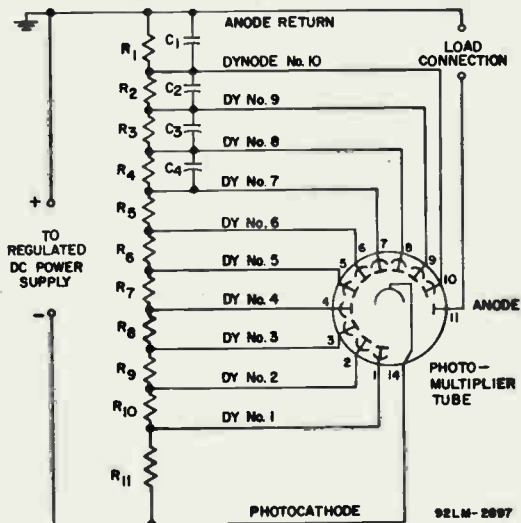 ANODE RETURN
LOAD
CONNECTION
R1
C1
DYNODE No. 10
R2
C2
DY No. 9
R3
C3
DY No. 8
R4
C4
DY No. 7
R5
+
DY No. 6
TO
REGULATED
DC POWER
SUPPLY
R6
DY No. 5
5
6
7
8
9
10
R7
DY No. 4
4
ANODE
11
-
R8
DY No. 3
3
PHOTO-
MULTIPLIER
TUBE
R9
DY No. 2
2
1
14
R10
DY No. 1
R11
PHOTOCATHODE
92LM-2897